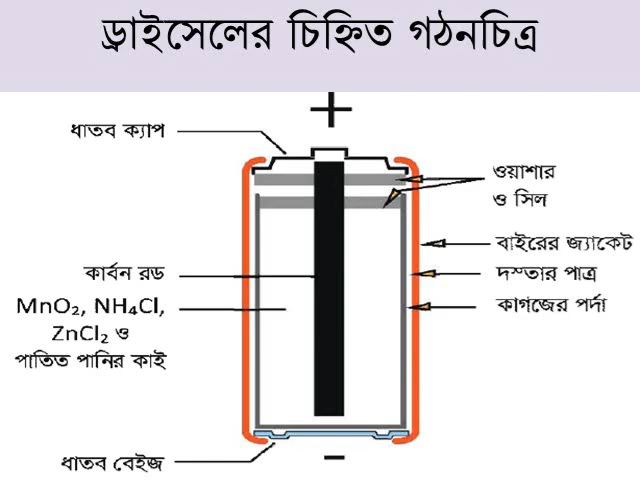 ড্রাইসেলের চিহ্নিত গঠনচিত্র
+
ধাতব ক্যাপ
ওয়াশার
ও সিল
বাইরের জ্যাকেট
দস্তার পাত্র
কাগজের পর্দা
কার্বন রড
MnO₂, NH₄Cl,
ZnCl₂ ও
পাতিত পানির কাই
ধাতব বেইজ
–